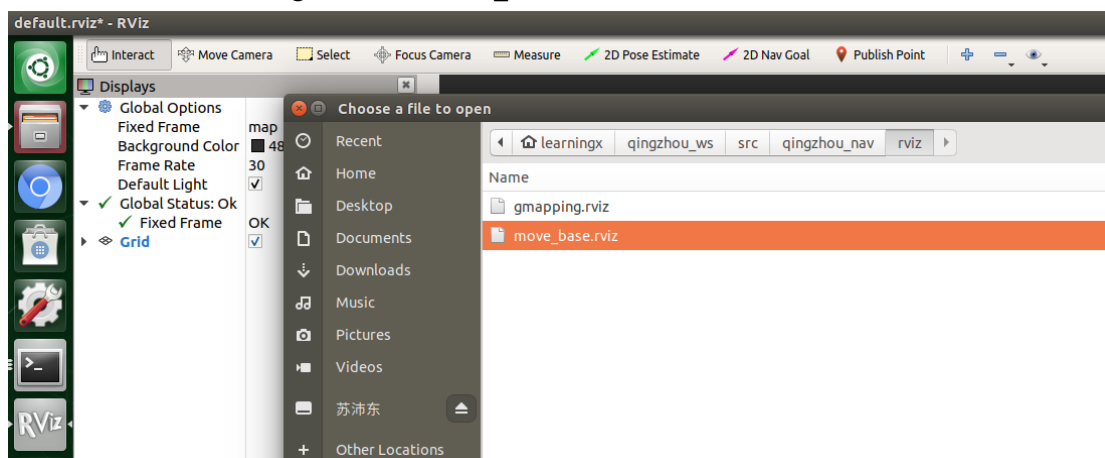 default.rviz* - RViz
Interact Move Camera Select Focus Camera Measure 2D Pose Estimate 2D Nav Goal Publish Point
Displays
Global Options
Fixed Frame map
Background Color 48
Frame Rate 30
Default Light
Global Status: Ok
Fixed Frame OK
Grid
Choose a file to open
Recent
Home
Desktop
Documents
Downloads
Music
Pictures
Videos
苏沛东
Other Locations
learningx qingzhou_ws src qingzhou_nav rviz
Name
gmapping.rviz
move_base.rviz
>_
RViz